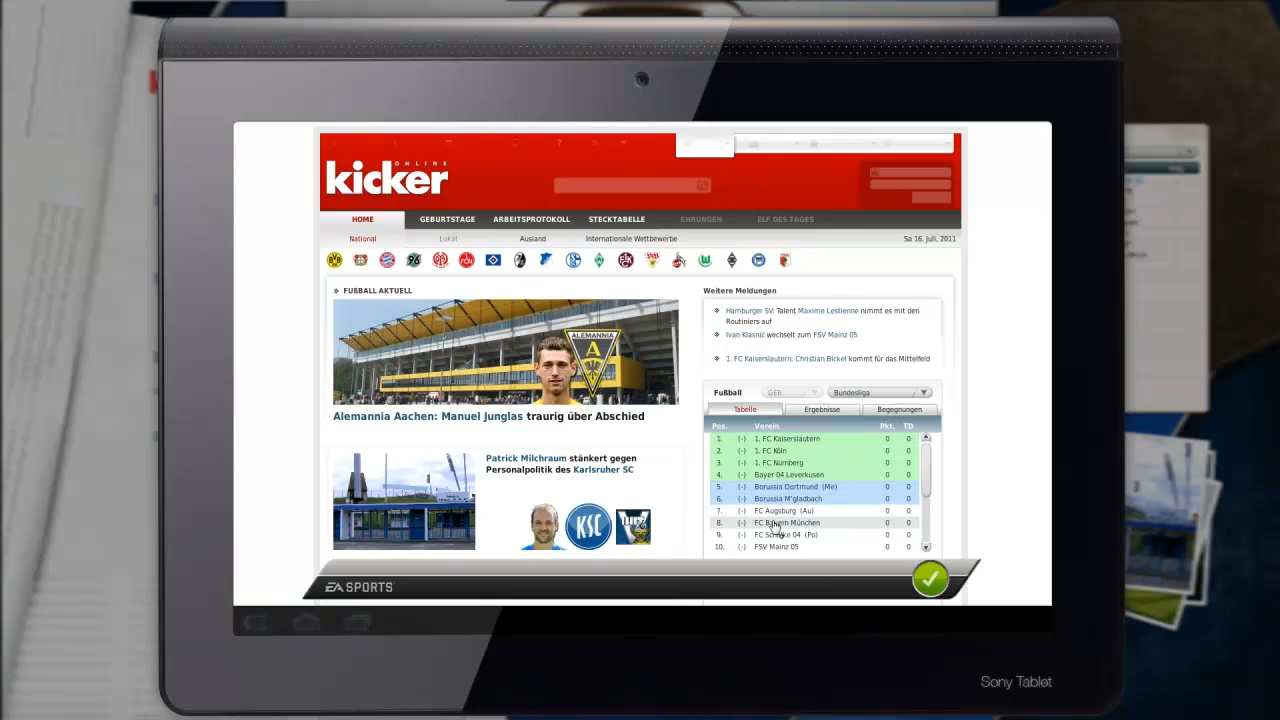 ONLINE
kicker
HOME GEBURTSTAGE ARBEITSPROTOKOLL STECKTABELLE EHRUNGEN ELF DES TAGES
National Lokal Ausland Internationale Wettbewerbe Sa 16. Juli, 2011
» FUßBALL AKTUELL
ALEMANNIA
A
Alemannia Aachen: Manuel Junglas traurig über Abschied
Patrick Milchraum stänkert gegen
Personalpolitik des Karlsruher SC
KSC
Weitere Meldungen
» Hamburger SV: Talent Maxime Lestienne nimmt es mit den
Routiniers auf
» Ivan Klasnić wechselt zum FSV Mainz 05
» 1. FC Kaiserslautern: Christian Bickel kommt für das Mittelfeld
Fußball GER Bundesliga
Tabelle Ergebnisse Begegnungen
Pos. Verein Pkt. TD
1. (-) 1. FC Kaiserslautern 0 0
2. (-) 1. FC Köln 0 0
3. (-) 1. FC Nürnberg 0 0
4. (-) Bayer 04 Leverkusen 0 0
5. (-) Borussia Dortmund (Me) 0 0
6. (-) Borussia M'gladbach 0 0
7. (-) FC Augsburg (Au) 0 0
8. (-) FC Bayern München 0 0
9. (-) FC Schalke 04 (Po) 0 0
10. (-) FSV Mainz 05 0 0
EA SPORTS
Sony Tablet